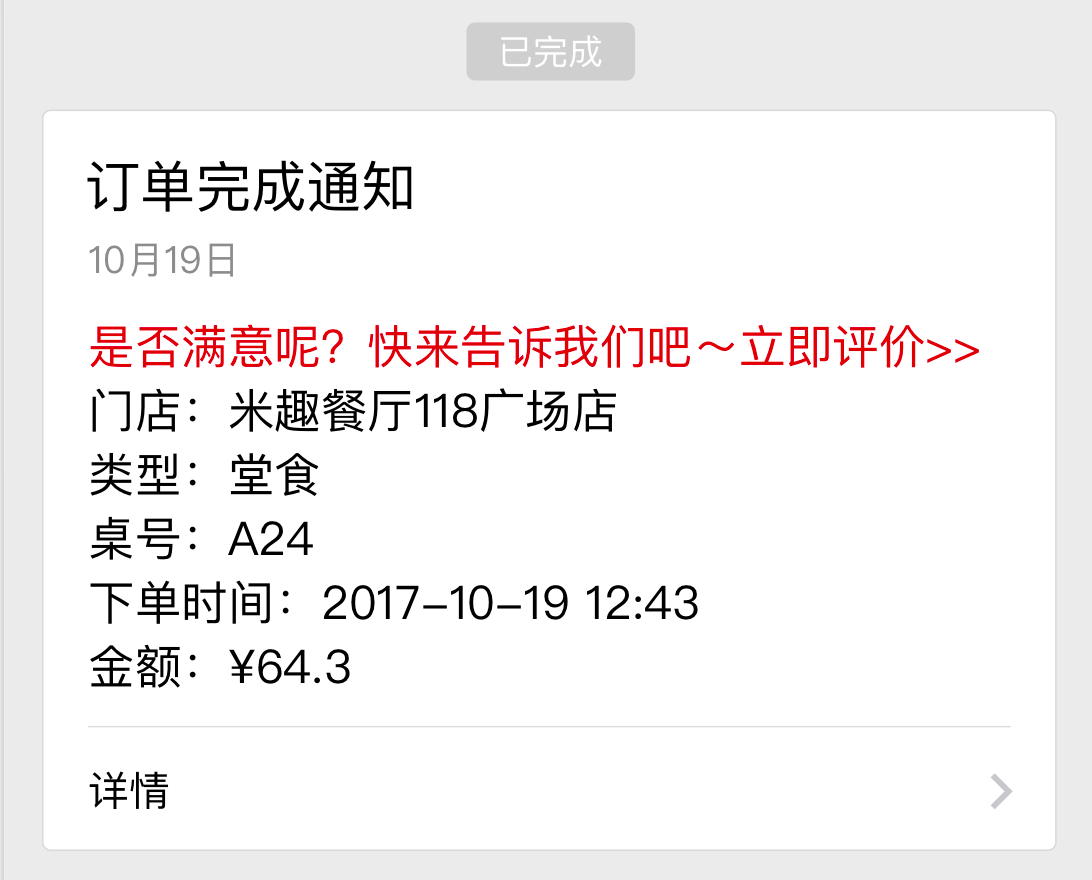 已完成
订单完成通知
10月19日
是否满意呢？快来告诉我们吧～立即评价>>
门店：米趣餐厅118广场店
类型：堂食
桌号：A24
下单时间：2017-10-19 12:43
金额：¥64.3
详情